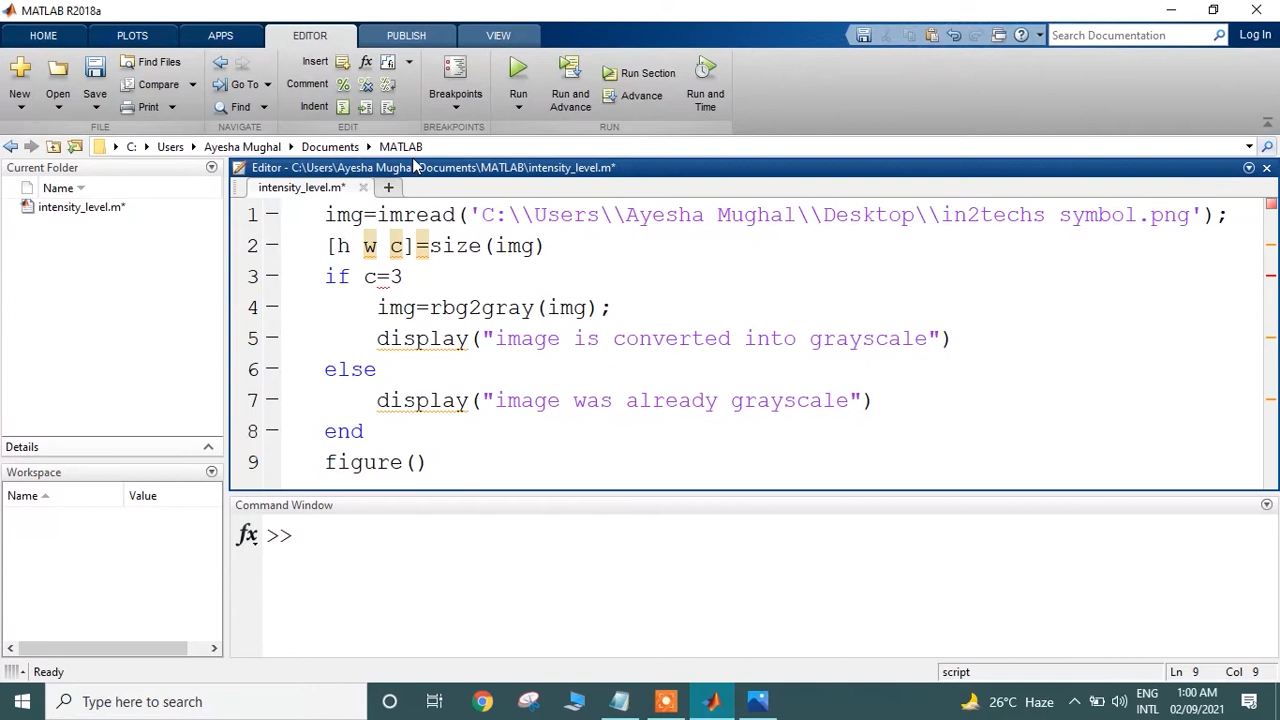 MATLAB R2018a
HOME PLOTS APPS EDITOR PUBLISH VIEW Search Documentation Log In
New Open Save Find Files Compare Print Go To Find Insert fx Comment % Indent Breakpoints Run Run and Advance Run Section Advance Run and Time
FILE NAVIGATE EDIT BREAKPOINTS RUN
C: Users Ayesha Mughal Documents MATLAB
Current Folder
Name
intensity_level.m*
Details
Workspace
Name Value
Editor - C:\Users\Ayesha Mughal\Documents\MATLAB\intensity_level.m*
intensity_level.m*
1 img=imread('C:\\Users\\Ayesha Mughal\\Desktop\\in2techs symbol.png');
2 [h w c]=size(img)
3 if c=3
4 img=rbg2gray(img);
5 display("image is converted into grayscale")
6 else
7 display("image was already grayscale")
8 end
9 figure()
Command Window
fx >>
Ready script Ln 9 Col 9
Type here to search 26°C Haze ENG INTL 1:00 AM 02/09/2021